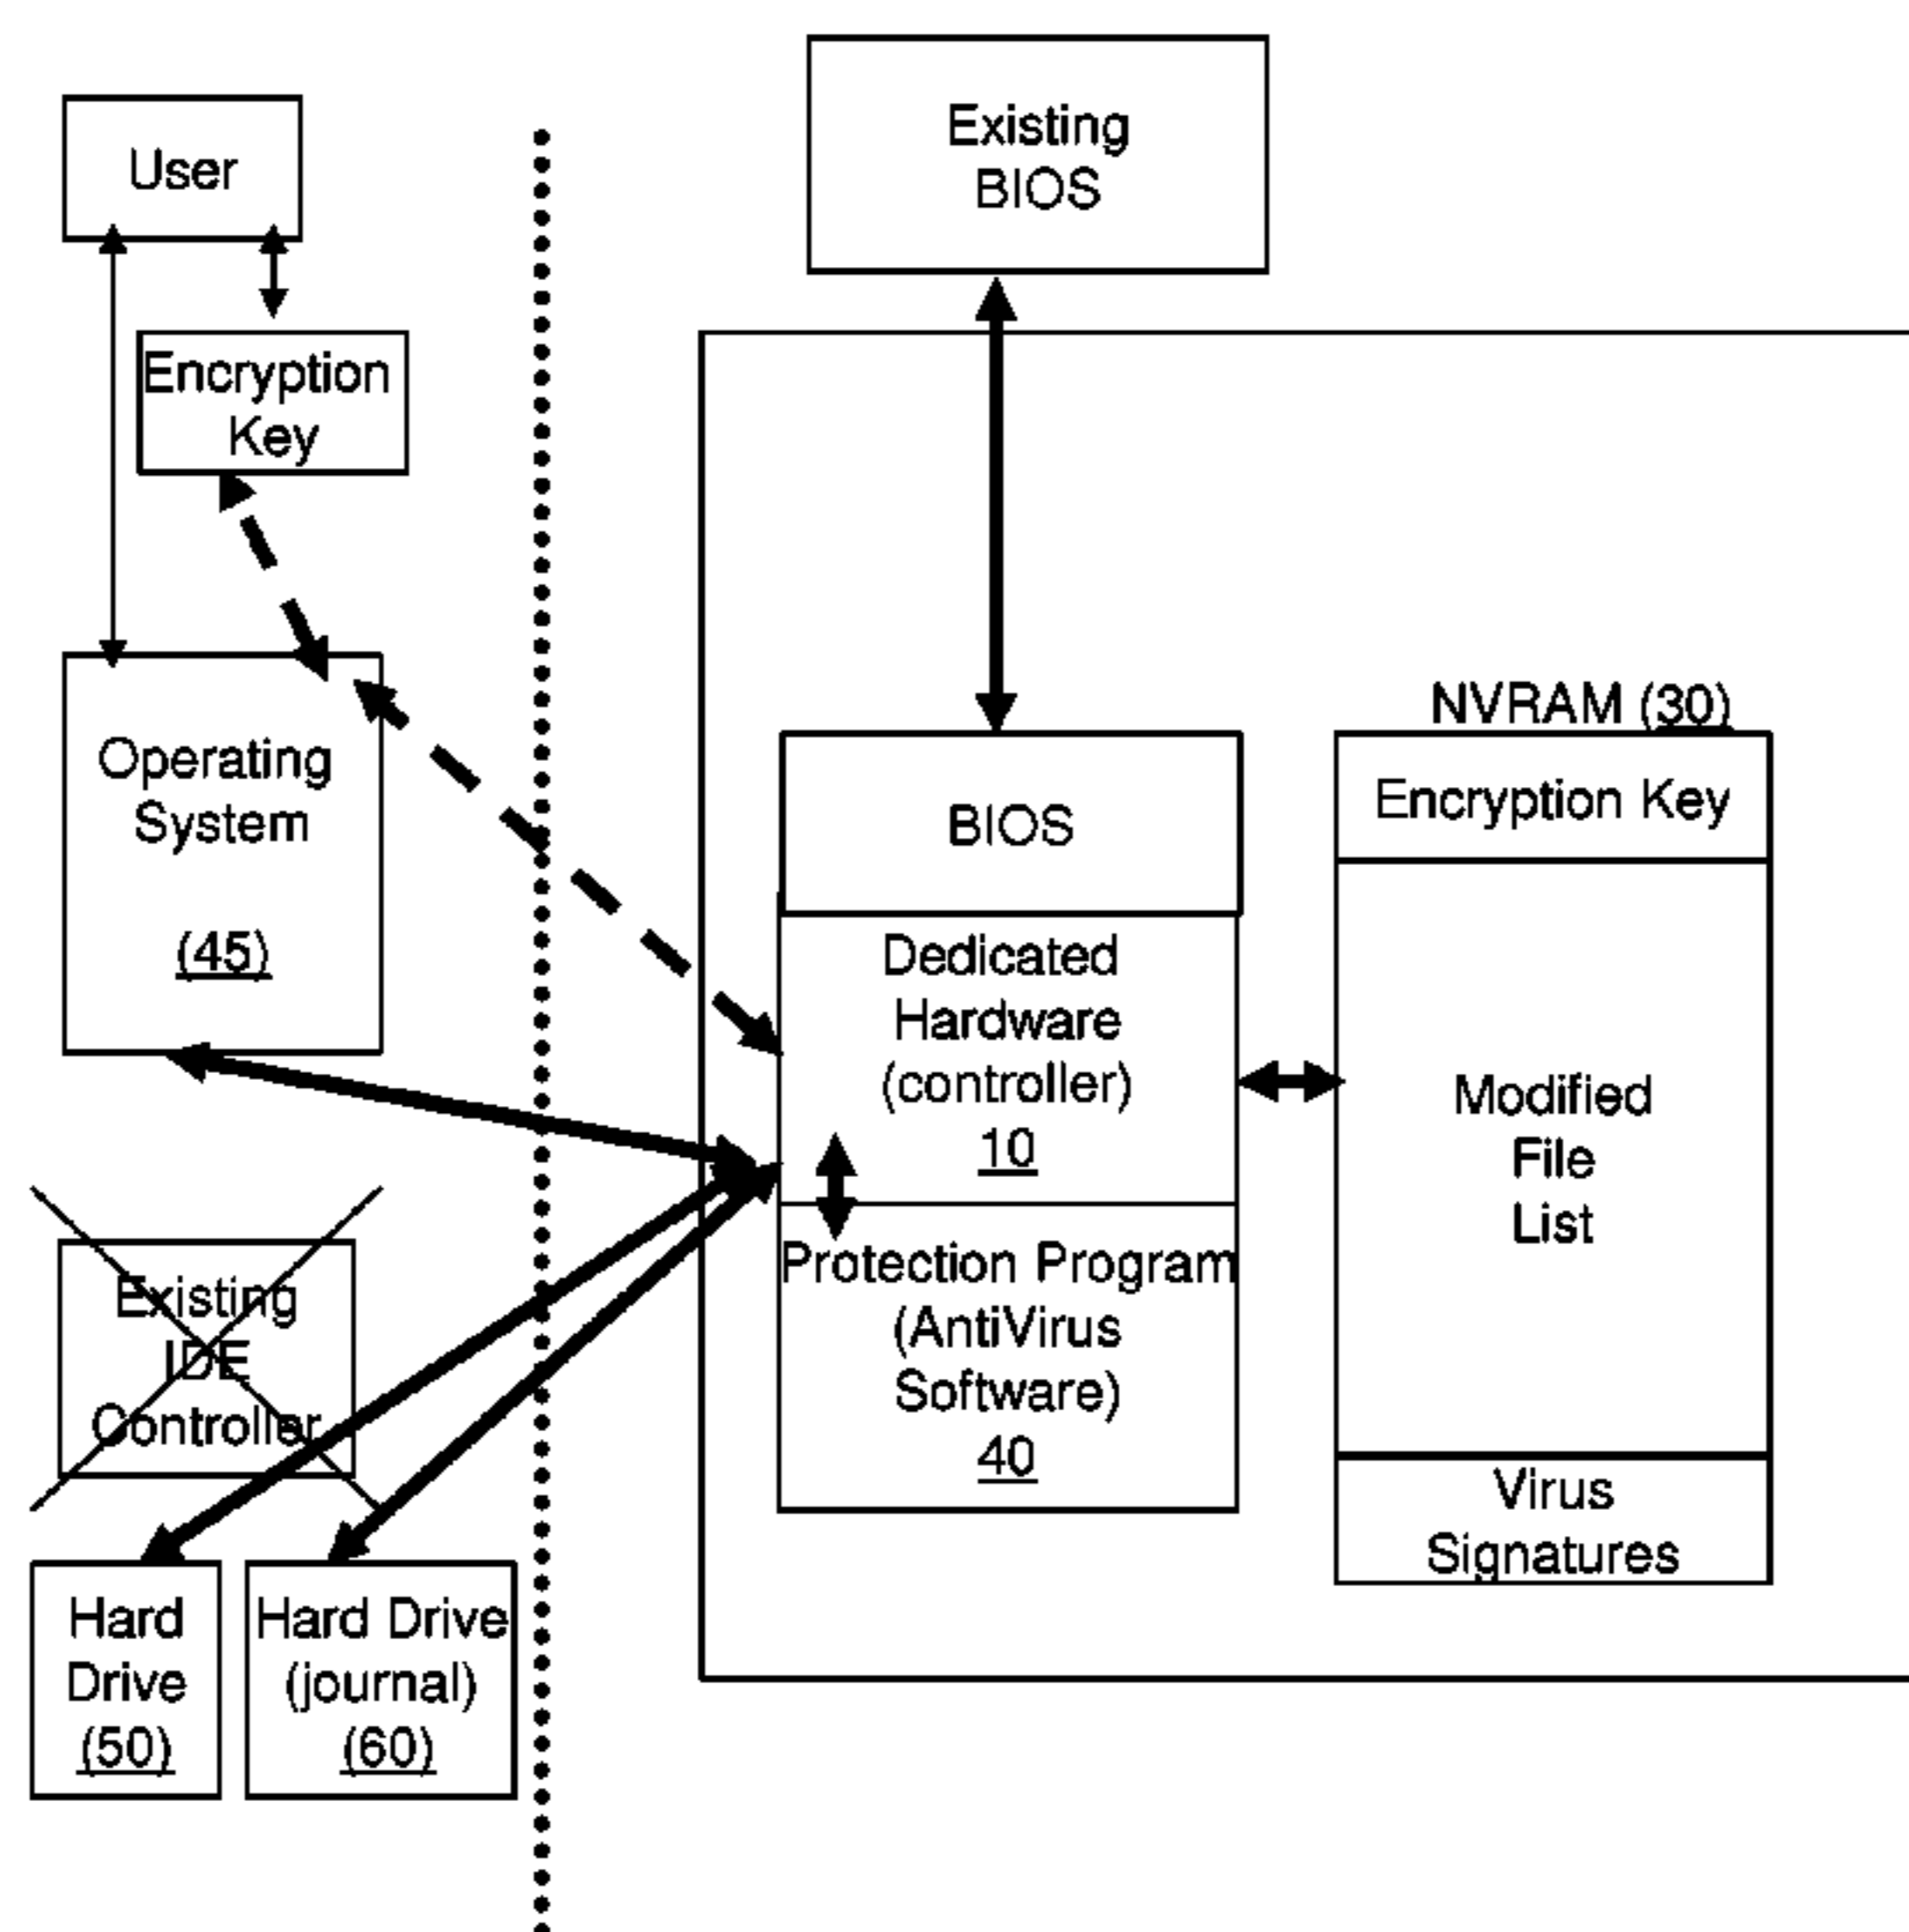 User
Encryption
Key
Operating
System
(45)
Existing
IDE
Controller
Hard
Drive
(50)
Hard Drive
(journal)
(60)
Existing
BIOS
BIOS
Dedicated
Hardware
(controller)
10
Protection Program
(AntiVirus
Software)
40
NVRAM (30)
Encryption Key
Modified
File
List
Virus
Signatures